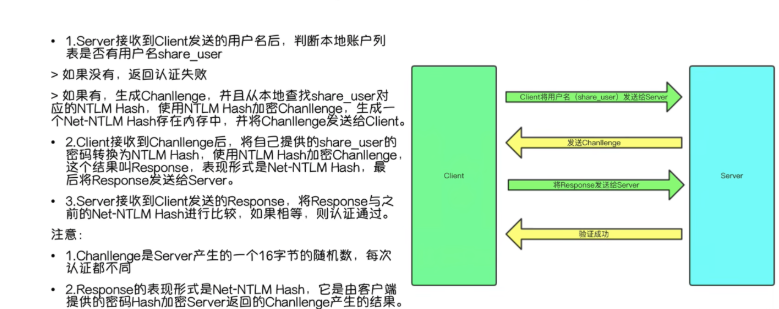 • 1.Server接收到Client发送的用户名后，判断本地账户列
表是否有用户名share_user
> 如果没有，返回认证失败
> 如果有，生成Chanllenge，并且从本地查找share_user对
应的NTLM Hash，使用NTLM Hash加密Chanllenge，生成一
个Net-NTLM Hash存在内存中，并将Chanllenge发送给Client。
• 2.Client接收到Chanllenge后，将自己提供的share_user的
密码转换为NTLM Hash，使用NTLM Hash加密Chanllenge，
这个结果叫Response，表现形式是Net-NTLM Hash，最
后将Response发送给Server。
• 3.Server接收到Client发送的Response，将Response与之
前的Net-NTLM Hash进行比较，如果相等，则认证通过。
注意：
• 1.Chanllenge是Server产生的一个16字节的随机数，每次
认证都不同
• 2.Response的表现形式是Net-NTLM Hash，它是由客户端
提供的密码Hash加密Server返回的Chanllenge产生的结果。
Client将用户名（share_user）发送给Server
发送Chanllenge
Client
Server
将Response发送给Server
验证成功